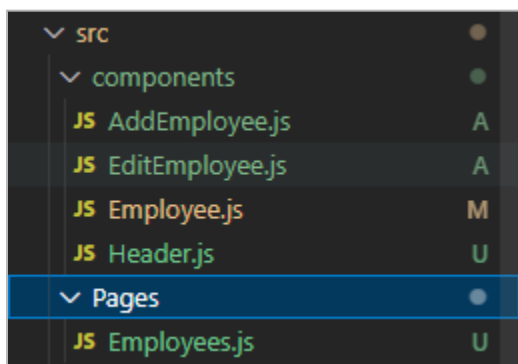 src
components
JS AddEmployee.js A
JS EditEmployee.js A
JS Employee.js M
JS Header.js U
Pages
JS Employees.js U